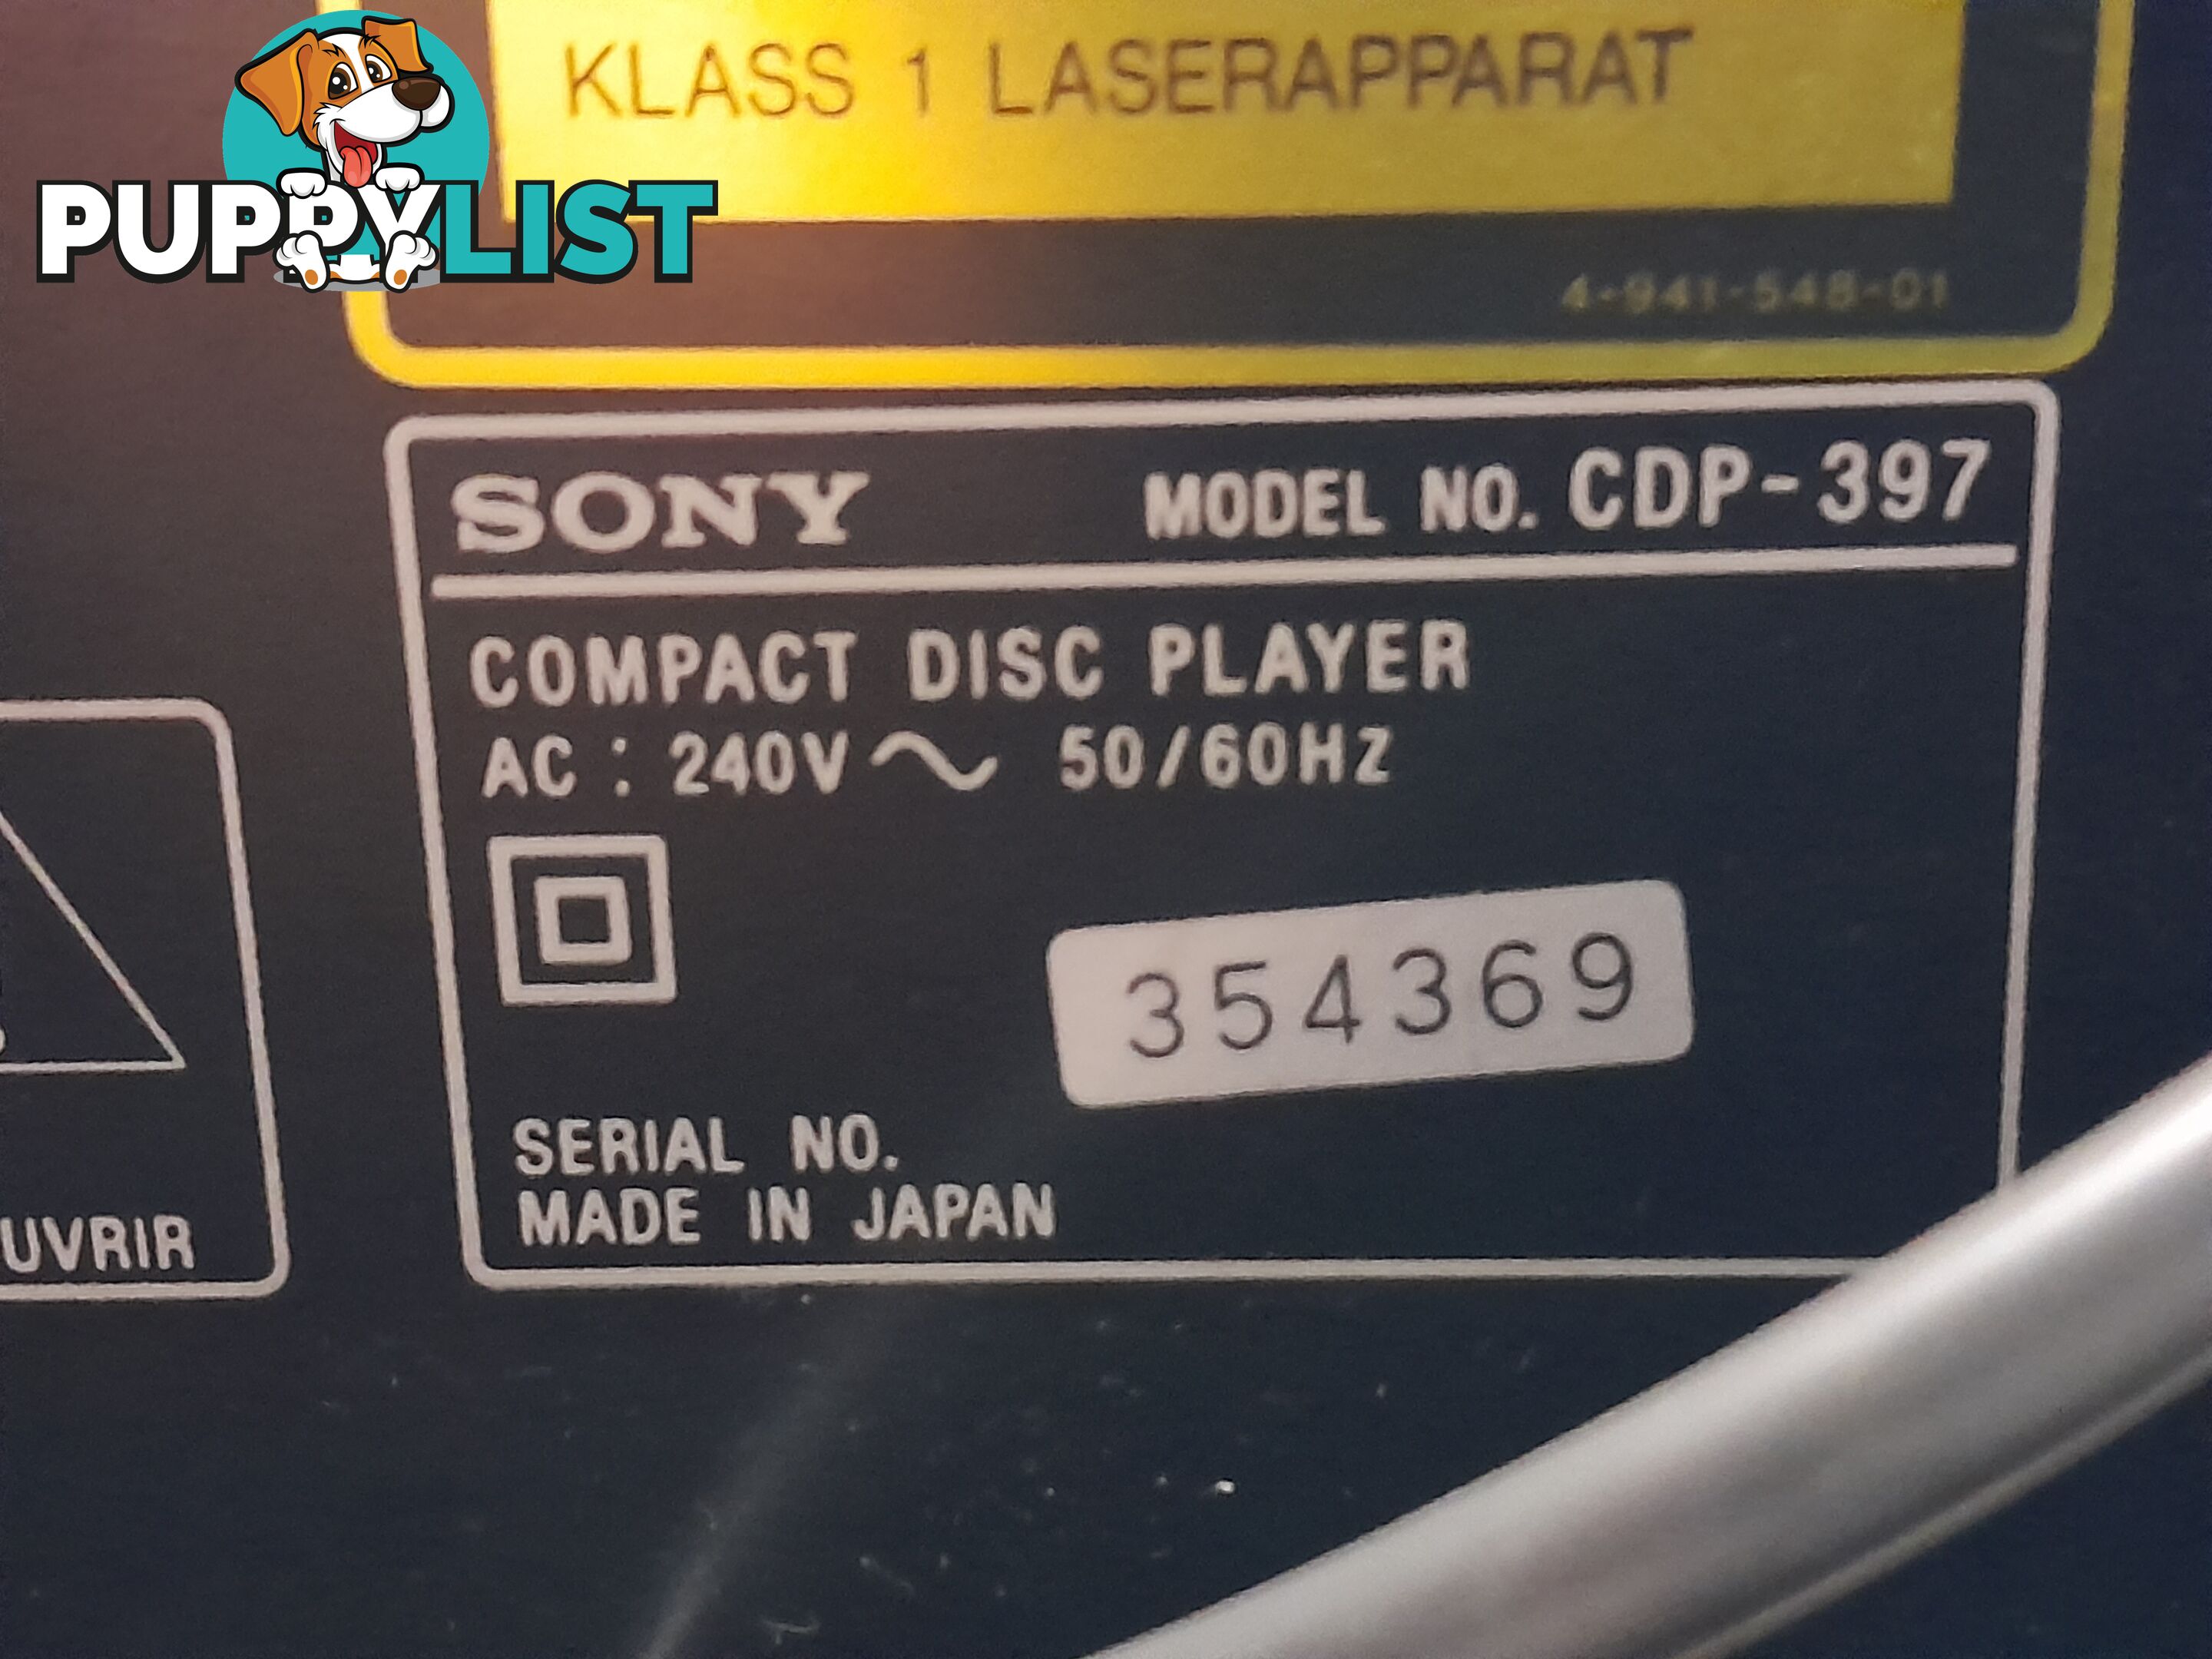 KLASS 1 LASERAPPARAT
PUPPYLIST
4-941-548-01
SONY MODEL NO. CDP-397
COMPACT DISC PLAYER
AC : 240V ~ 50/60HZ
354369
SERIAL NO.
MADE IN JAPAN
UVRIR